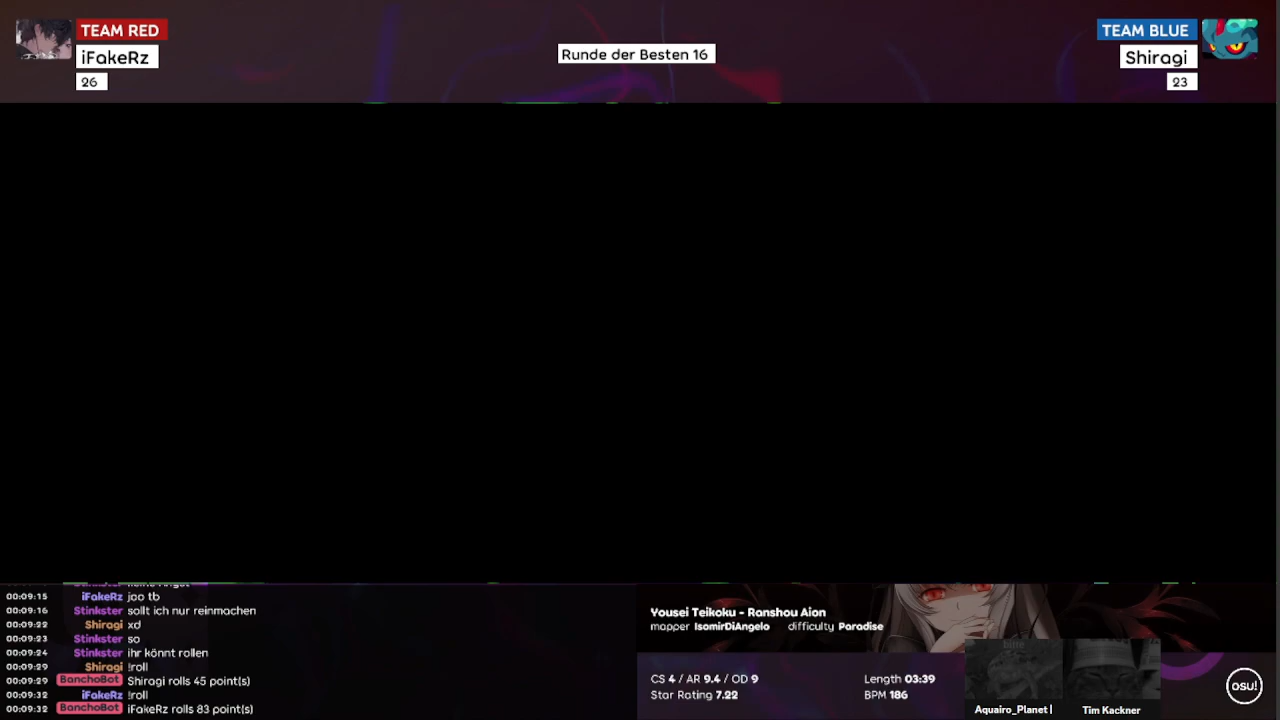 TEAM RED
iFakeRz
26
Runde der Besten 16
TEAM BLUE
Shiragi
23
00:09:15 iFakeRz joo tb
00:09:16 Stinkster sollt ich nur reinmachen
00:09:22 Shiragi xd
00:09:23 Stinkster so
00:09:24 Stinkster ihr könnt rollen
00:09:29 Shiragi !roll
00:09:29 BanchoBot Shiragi rolls 45 point(s)
00:09:32 iFakeRz !roll
00:09:32 BanchoBot iFakeRz rolls 83 point(s)
Yousei Teikoku - Ranshou Aion
mapper IsomirDiAngelo difficulty Paradise
CS 4 / AR 9.4 / OD 9 Length 03:39
Star Rating 7.22 BPM 186
Aquairo_Planet |
Tim Kackner
osu!